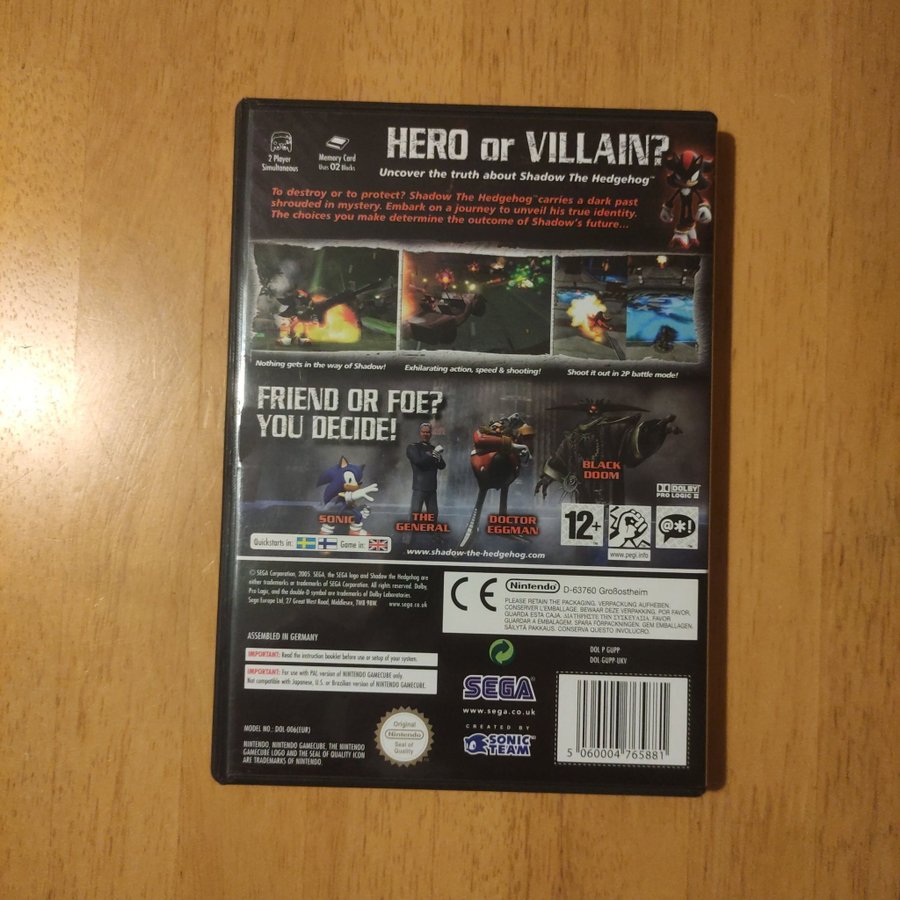 HERO or VILLAIN?
2 Player
Simultaneous
Memory Card
Uses 02 Blocks
Uncover the truth about Shadow The Hedgehog™
To destroy or to protect? Shadow The Hedgehog™ carries a dark past
shrouded in mystery. Embark on a journey to unveil his true identity.
The choices you make determine the outcome of Shadow's future...
Nothing gets in the way of Shadow!
Exhilarating action, speed & shooting!
Shoot it out in 2P battle mode!
FRIEND OR FOE?
YOU DECIDE!
SONIC
THE
GENERAL
DOCTOR
EGGMAN
BLACK
DOOM
DOLBY
PRO LOGIC II
12+
@*!
www.pegi.info
Quickstarts in:
Game in:
www.shadow-the-hedgehog.com
© SEGA Corporation, 2005. SEGA, the SEGA logo and Shadow the Hedgehog are
either trademarks or registered trademarks of SEGA Corporation. All rights reserved. Dolby,
Pro Logic, and the double-D symbol are trademarks of Dolby Laboratories.
Sega Europe Ltd, 27 Great West Road, Middlesex, TW8 9BW. www.sega.co.uk
CE
Nintendo
D-63760 Großostheim
PLEASE RETAIN THE PACKAGING. VERPACKUNG AUFHEBEN.
CONSERVER L'EMBALLAGE. BEWAAR DEZE VERPAKKING. POR FAVOR,
GUARDA ESTA CAJA. ΔΙΑΤΗΡΗΣΤΕ ΤΗΝ ΣΥΣΚΕΥΑΣΙΑ. FAVOR
GUARDAR A EMBALAGEM. SPARA FÖRPACKNINGEN. GEM EMBALLAGEN.
SÄILYTÄ PAKKAUS. CONSERVA QUESTO INVOLUCRO.
ASSEMBLED IN GERMANY
IMPORTANT: Read the instruction booklet before use or setup of your system.
IMPORTANT: For use with PAL version of NINTENDO GAMECUBE only.
Not compatible with Japanese, U.S. or Brazilian version of NINTENDO GAMECUBE.
DOL P GUPP
DOL-GUPP-UKV
SEGA
www.sega.co.uk
CREATED BY
SONIC
TEAM
MODEL NO : DOL-006(EUR)
NINTENDO, NINTENDO GAMECUBE, THE NINTENDO
GAMECUBE LOGO AND THE SEAL OF QUALITY ICON
ARE TRADEMARKS OF NINTENDO.
Original
Nintendo
Seal of
Quality
5 060004 765881